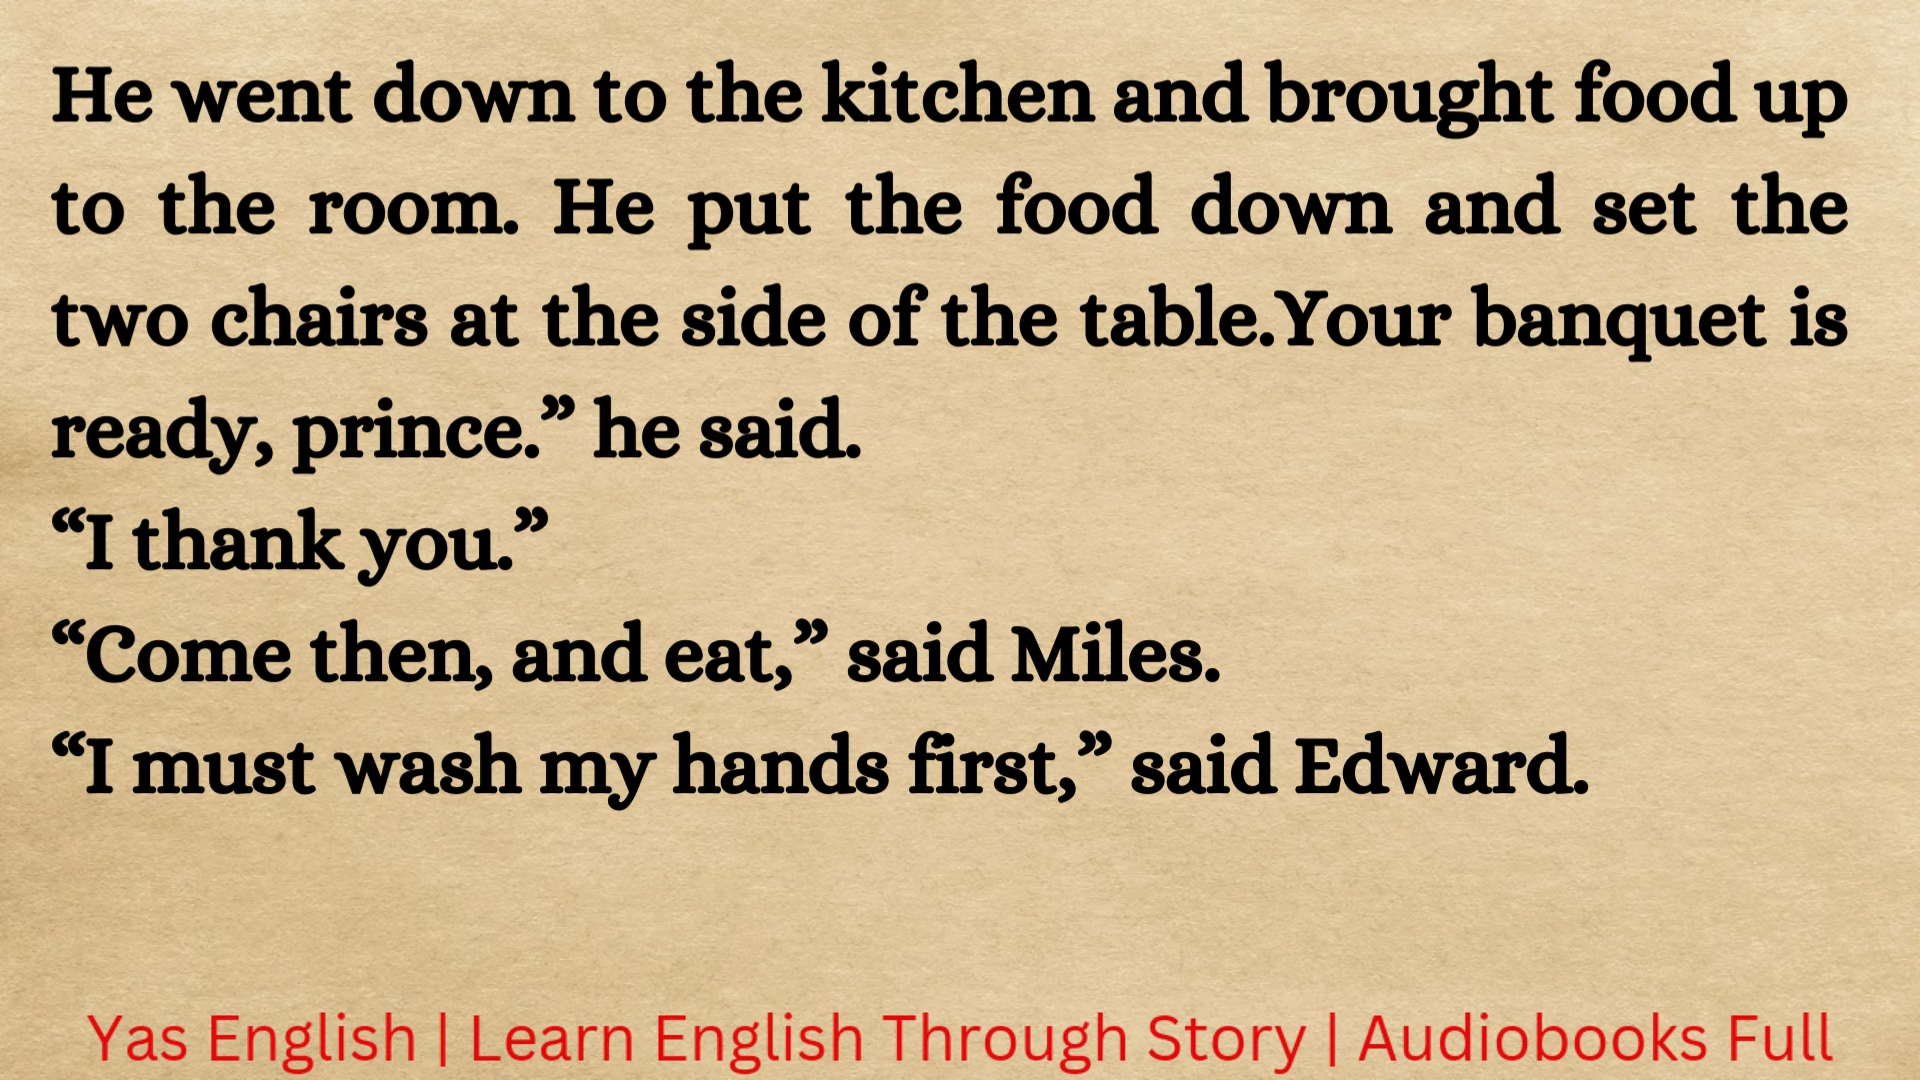 He went down to the kitchen and brought food up
to the room. He put the food down and set the
two chairs at the side of the table.Your banquet is
ready, prince.” he said.
“I thank you.”
“Come then, and eat,” said Miles.
“I must wash my hands first,” said Edward.
Yas English | Learn English Through Story | Audiobooks Full